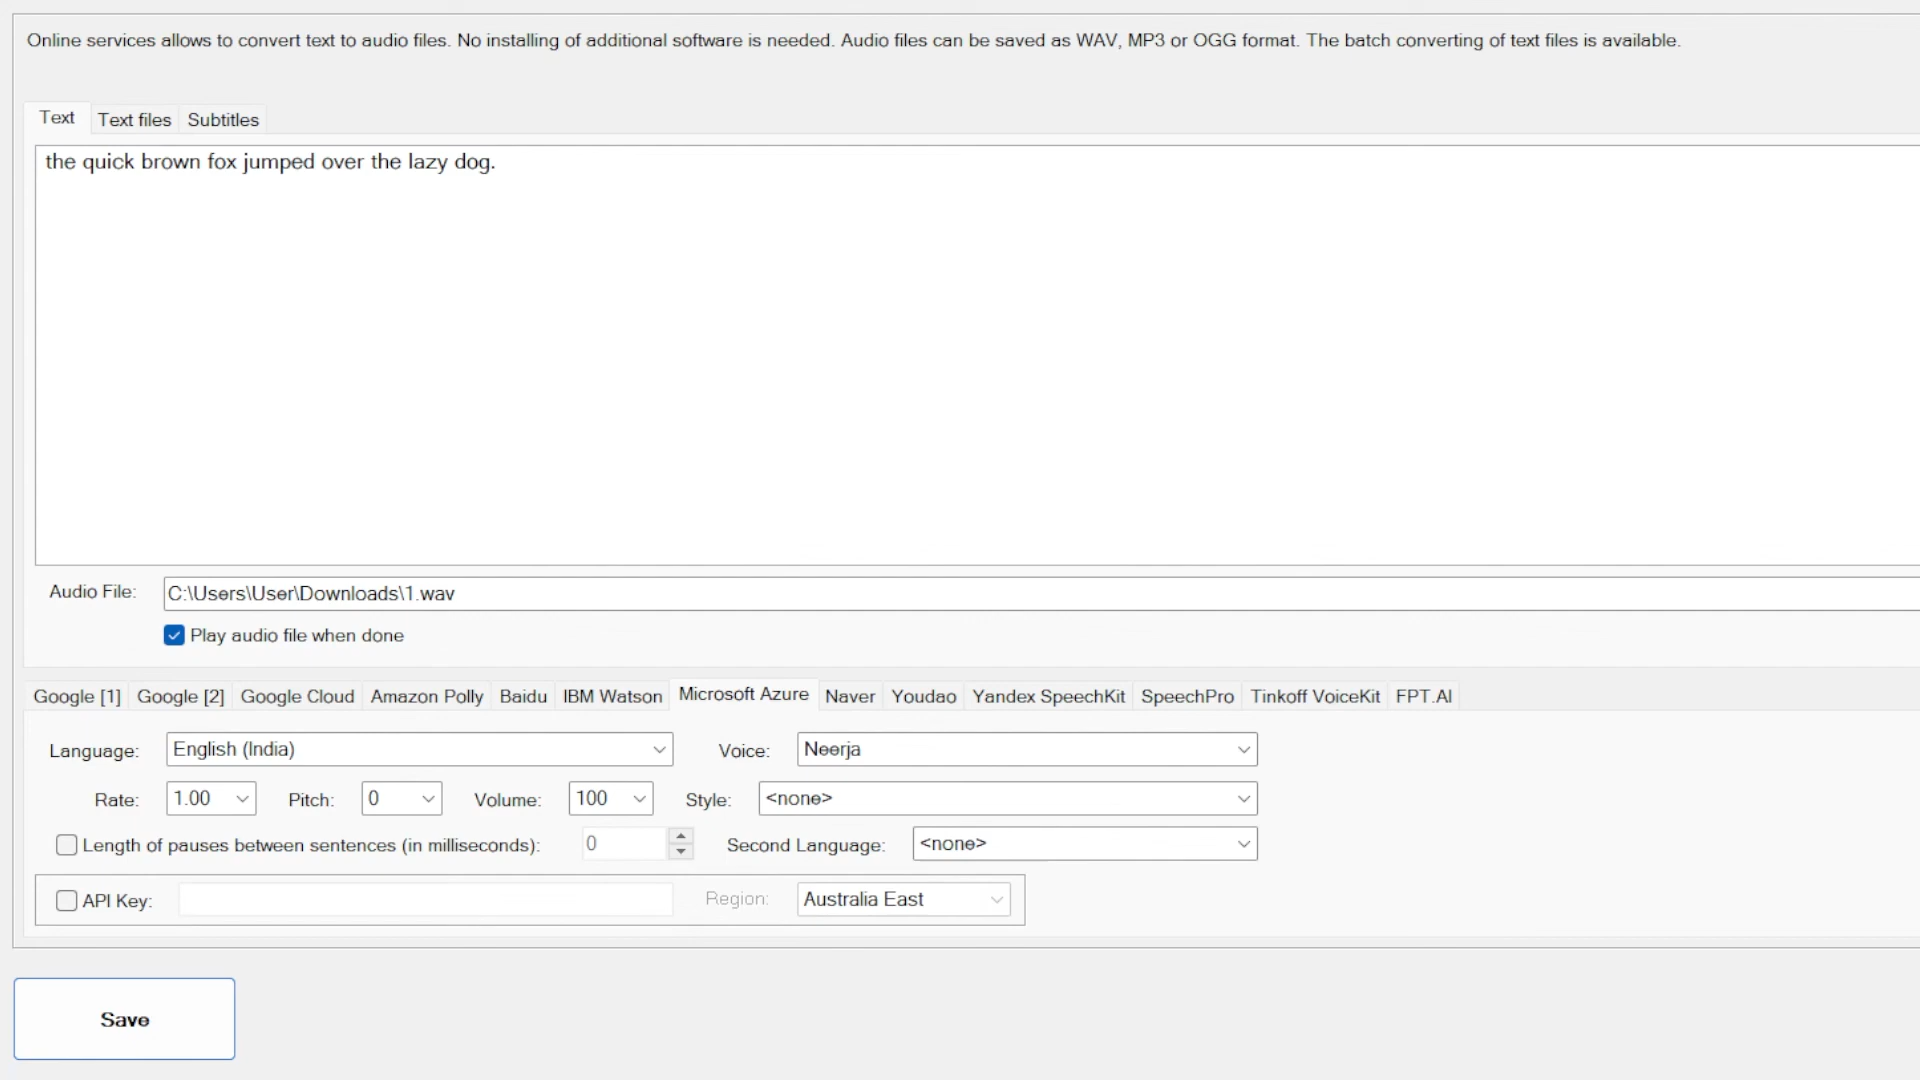 Online services allows to convert text to audio files. No installing of additional software is needed. Audio files can be saved as WAV, MP3 or OGG format. The batch converting of text files is available.
Text Text files Subtitles
the quick brown fox jumped over the lazy dog.
Audio File: C:\Users\User\Downloads\1.wav
Play audio file when done
Google [1] Google [2] Google Cloud Amazon Polly Baidu IBM Watson Microsoft Azure Naver Youdao Yandex SpeechKit SpeechPro Tinkoff VoiceKit FPT.AI
Language: English (India) Voice: Neerja
Rate: 1.00 Pitch: 0 Volume: 100 Style: <none>
Length of pauses between sentences (in milliseconds): 0 Second Language: <none>
API Key: Region: Australia East
Save